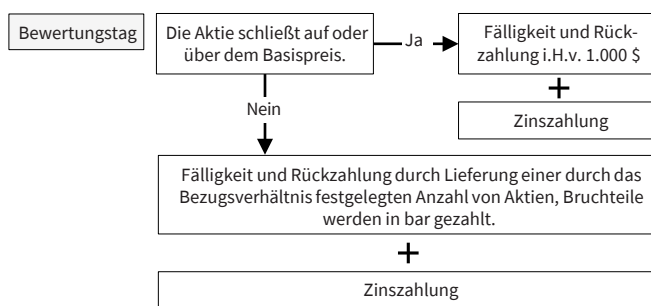 Bewertungstag
Die Aktie schließt auf oder
über dem Basispreis.
Ja
Fälligkeit und Rück-
zahlung i.H.v. 1.000 $
+
Zinszahlung
Nein
Fälligkeit und Rückzahlung durch Lieferung einer durch das
Bezugsverhältnis festgelegten Anzahl von Aktien, Bruchteile
werden in bar gezahlt.
+
Zinszahlung